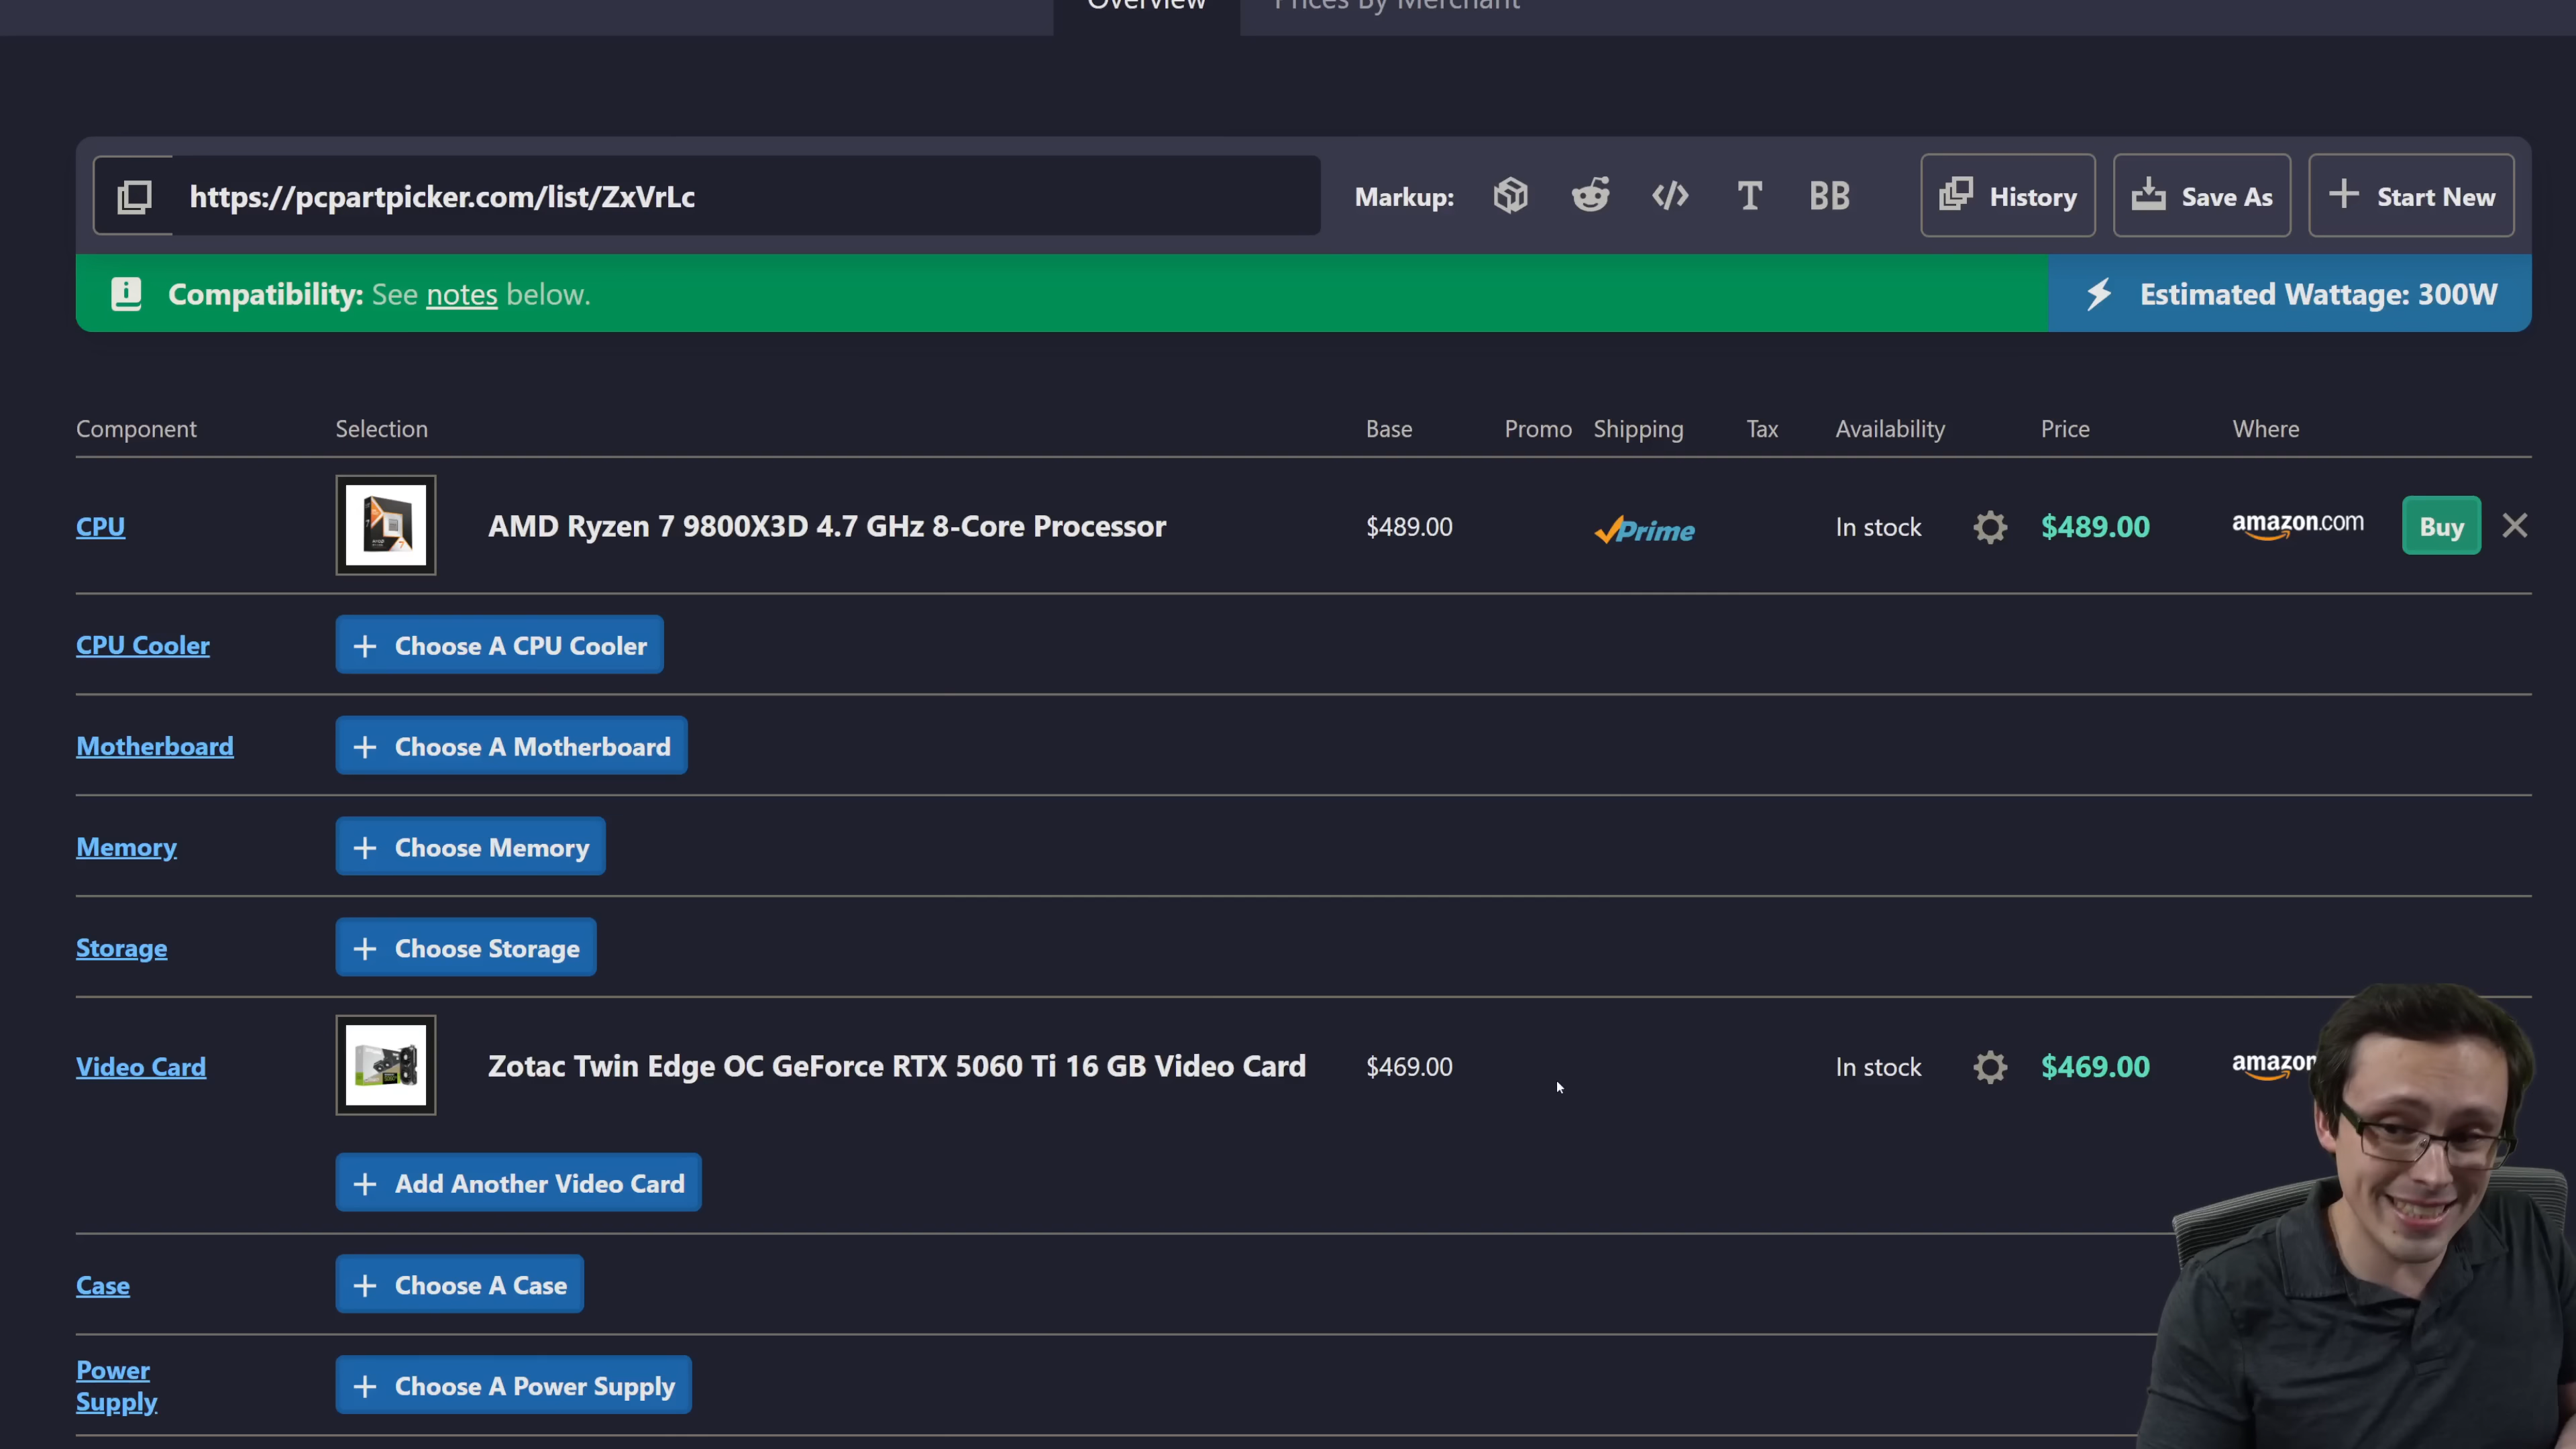 Overview Prices By Merchant
https://pcpartpicker.com/list/ZxVrLc Markup: T BB History Save As Start New
Compatibility: See notes below. Estimated Wattage: 300W
Component Selection Base Promo Shipping Tax Availability Price Where
CPU AMD Ryzen 7 9800X3D 4.7 GHz 8-Core Processor $489.00 Prime In stock $489.00 amazon.com Buy
CPU Cooler + Choose A CPU Cooler
Motherboard + Choose A Motherboard
Memory + Choose Memory
Storage + Choose Storage
Video Card Zotac Twin Edge OC GeForce RTX 5060 Ti 16 GB Video Card $469.00 In stock $469.00 amazon
+ Add Another Video Card
Case + Choose A Case
Power
Supply + Choose A Power Supply